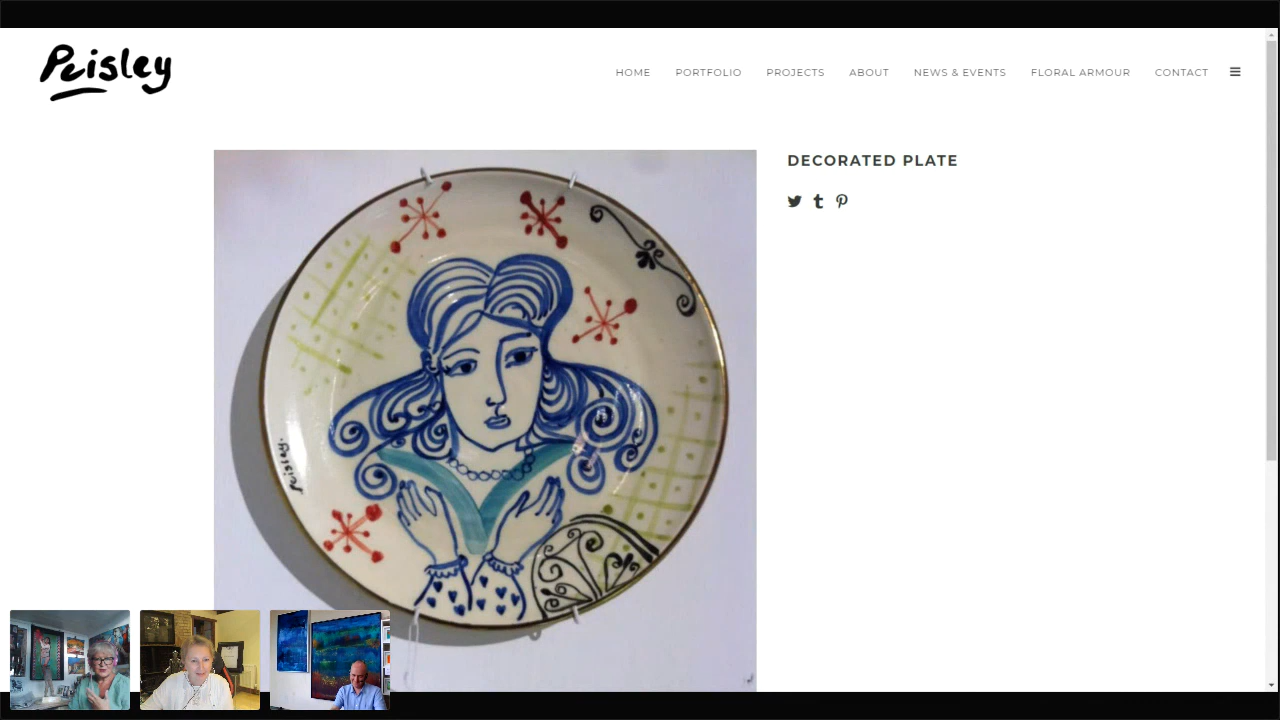 Paisley
HOME PORTFOLIO PROJECTS ABOUT NEWS & EVENTS FLORAL ARMOUR CONTACT
DECORATED PLATE
Paisley.